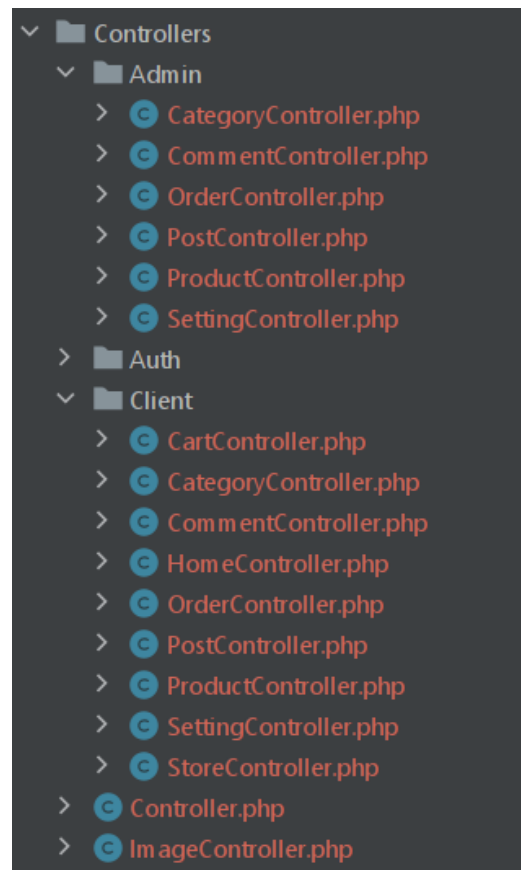 Controllers
Admin
CategoryController.php
CommentController.php
OrderController.php
PostController.php
ProductController.php
SettingController.php
Auth
Client
CartController.php
CategoryController.php
CommentController.php
HomeController.php
OrderController.php
PostController.php
ProductController.php
SettingController.php
StoreController.php
Controller.php
ImageController.php